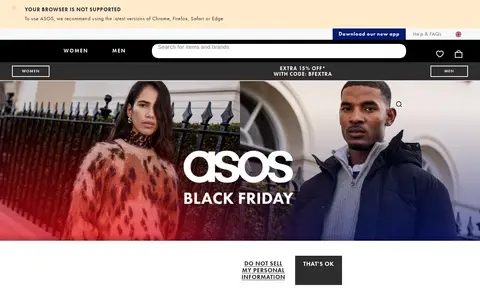 YOUR BROWSER IS NOT SUPPORTED
To use ASOS, we recommend using the latest versions of Chrome, Firefox, Safari or Edge
Download our new app
Help & FAQs
WOMEN
MEN
Search for items and brands
WOMEN
EXTRA 15% OFF*
WITH CODE: BFEXTRA
MEN
asos
BLACK FRIDAY
DO NOT SELL
MY PERSONAL
INFORMATION
THAT'S OK